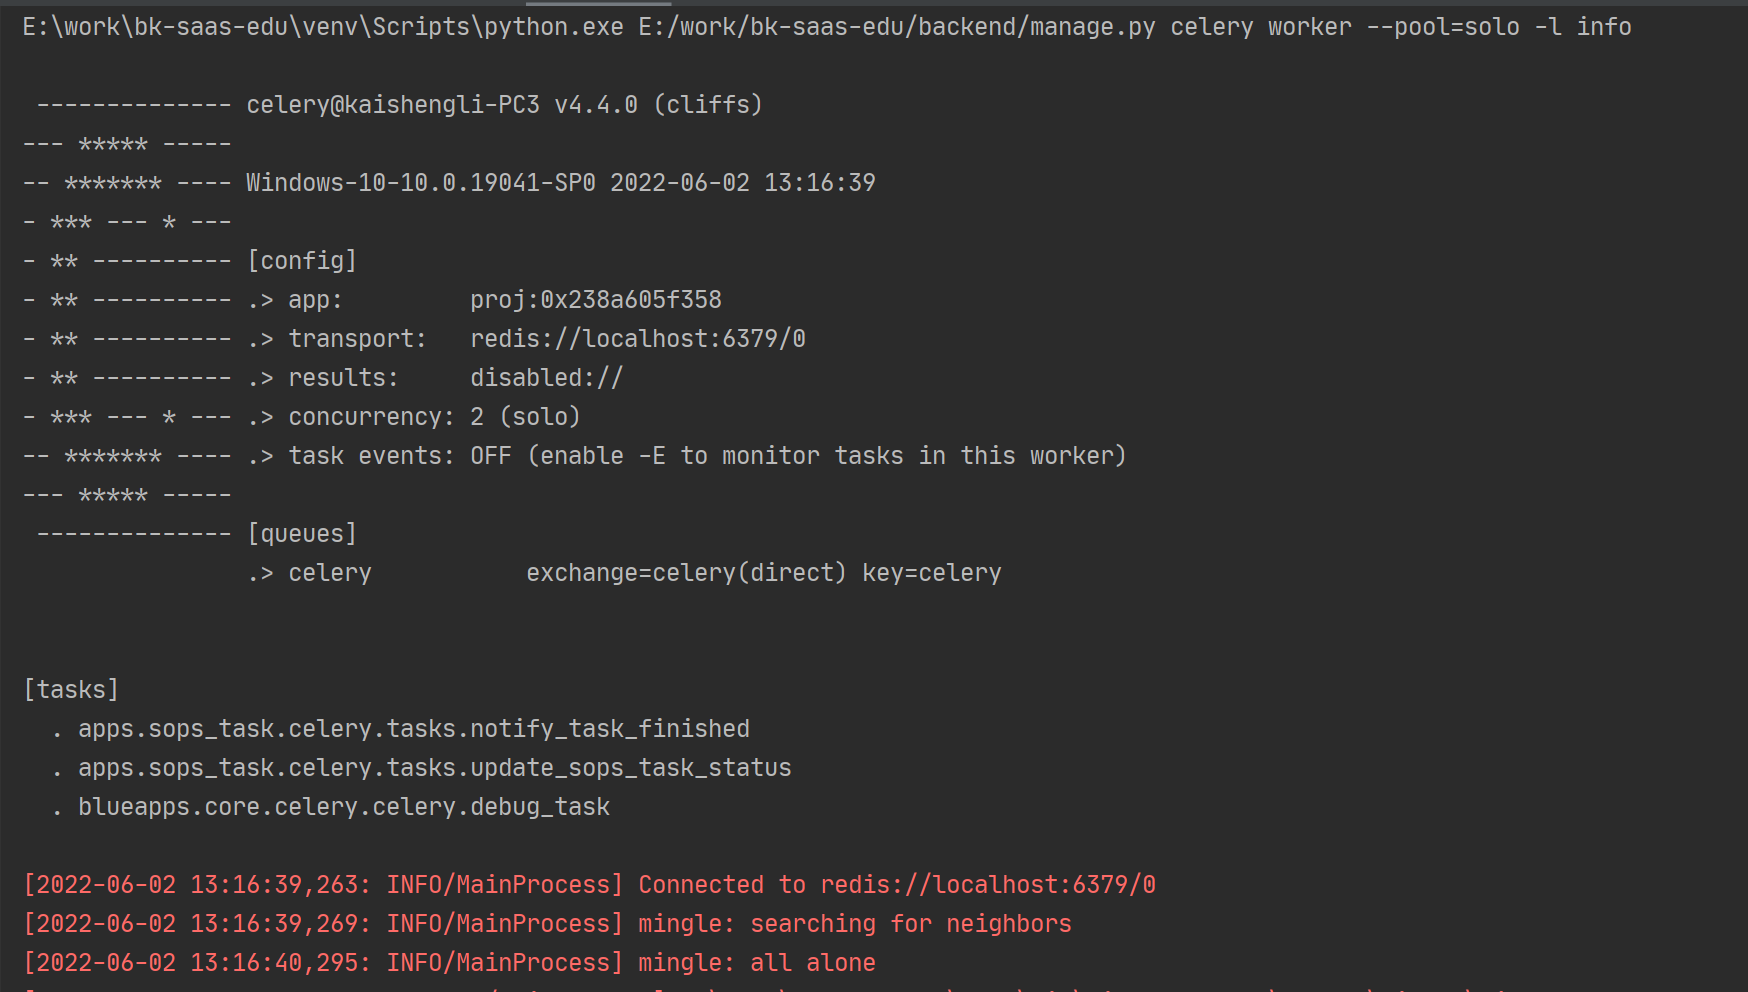 E:\work\bk-saas-edu\venv\Scripts\python.exe E:/work/bk-saas-edu/backend/manage.py celery worker --pool=solo -l info
 -------------- celery@kaishengli-PC3 v4.4.0 (cliffs)
--- ***** -----
-- ******* ---- Windows-10-10.0.19041-SP0 2022-06-02 13:16:39
- *** --- * ---
- ** ---------- [config]
- ** ---------- .> app:         proj:0x238a605f358
- ** ---------- .> transport:   redis://localhost:6379/0
- ** ---------- .> results:     disabled://
- *** --- * --- .> concurrency: 2 (solo)
-- ******* ---- .> task events: OFF (enable -E to monitor tasks in this worker)
--- ***** -----
 -------------- [queues]
                .> celery           exchange=celery(direct) key=celery
[tasks]
  . apps.sops_task.celery.tasks.notify_task_finished
  . apps.sops_task.celery.tasks.update_sops_task_status
  . blueapps.core.celery.celery.debug_task
[2022-06-02 13:16:39,263: INFO/MainProcess] Connected to redis://localhost:6379/0
[2022-06-02 13:16:39,269: INFO/MainProcess] mingle: searching for neighbors
[2022-06-02 13:16:40,295: INFO/MainProcess] mingle: all alone